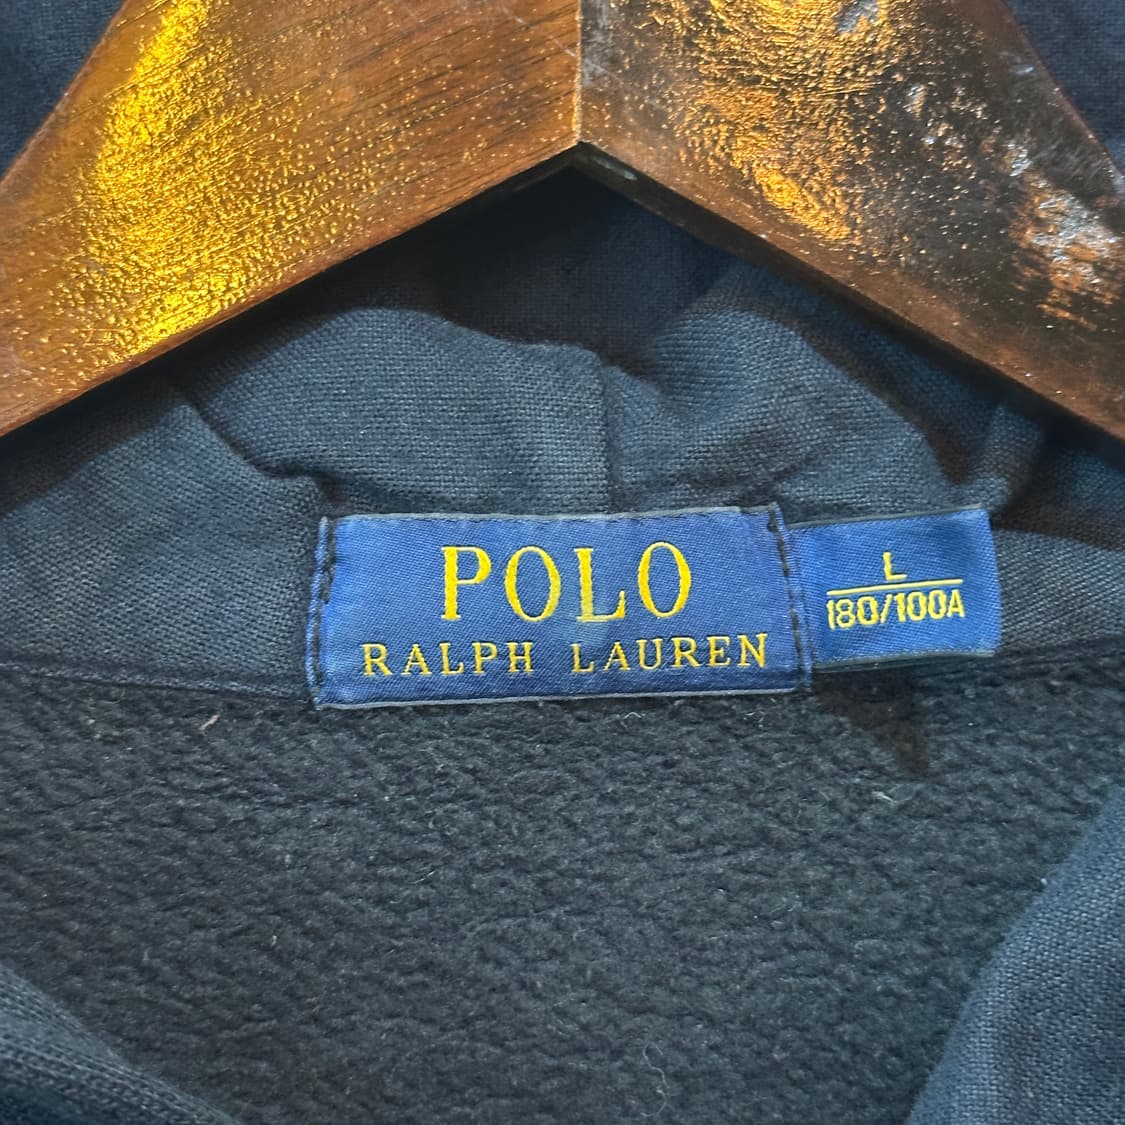 POLO
RALPH LAUREN
L
180/100A